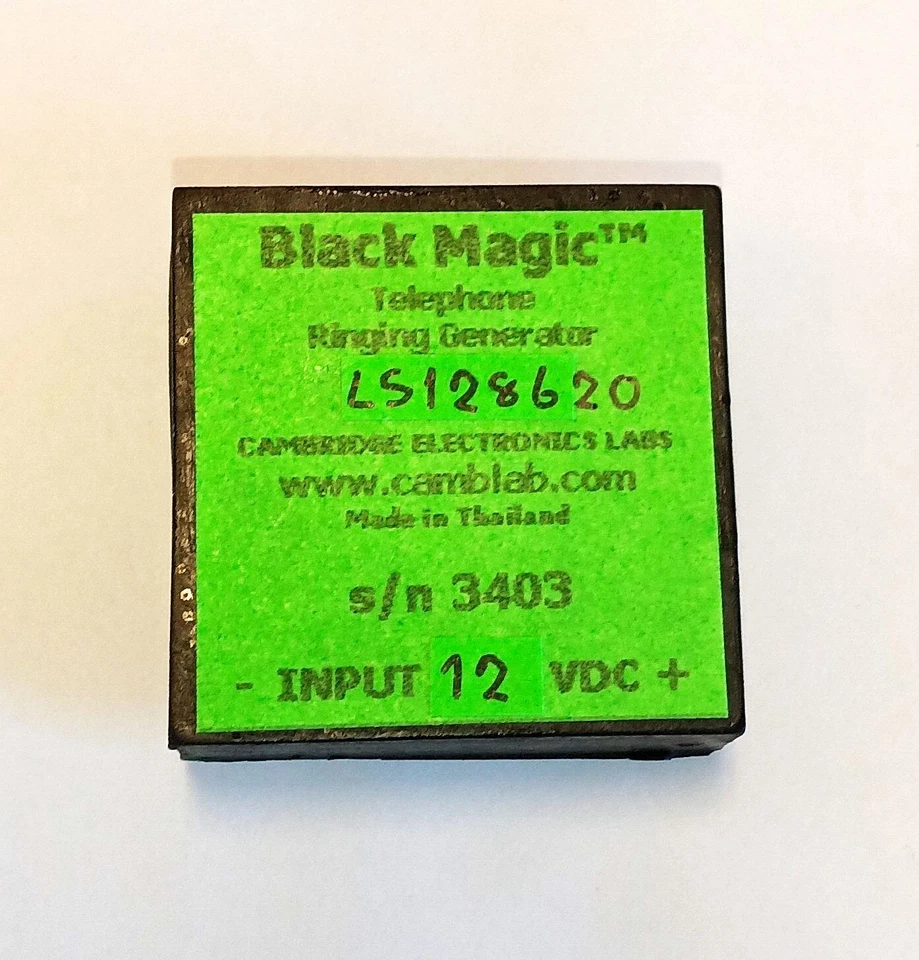 Black Magic™
Telephone
Ringing Generator
LS128620
CAMBRIDGE ELECTRONICS LABS
www.camblab.com
Made in Thailand
s/n 3403
- INPUT 12 VDC +